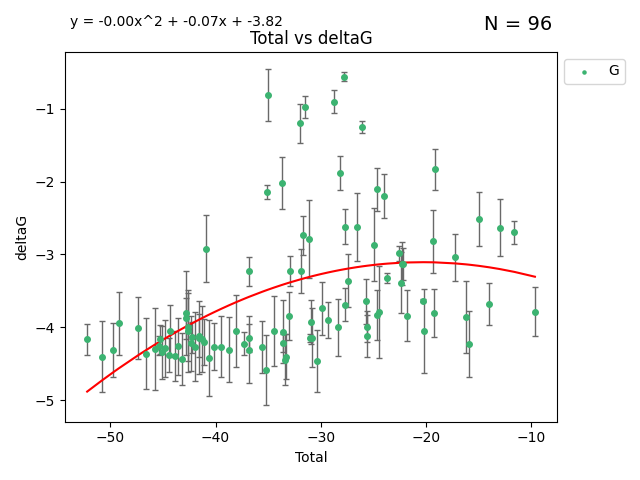 y = -0.00x^2 + -0.07x + -3.82
N = 96
Total vs deltaG
G
deltaG
−1
−2
−3
−4
−5
−50 −40 −30 −20 −10
Total